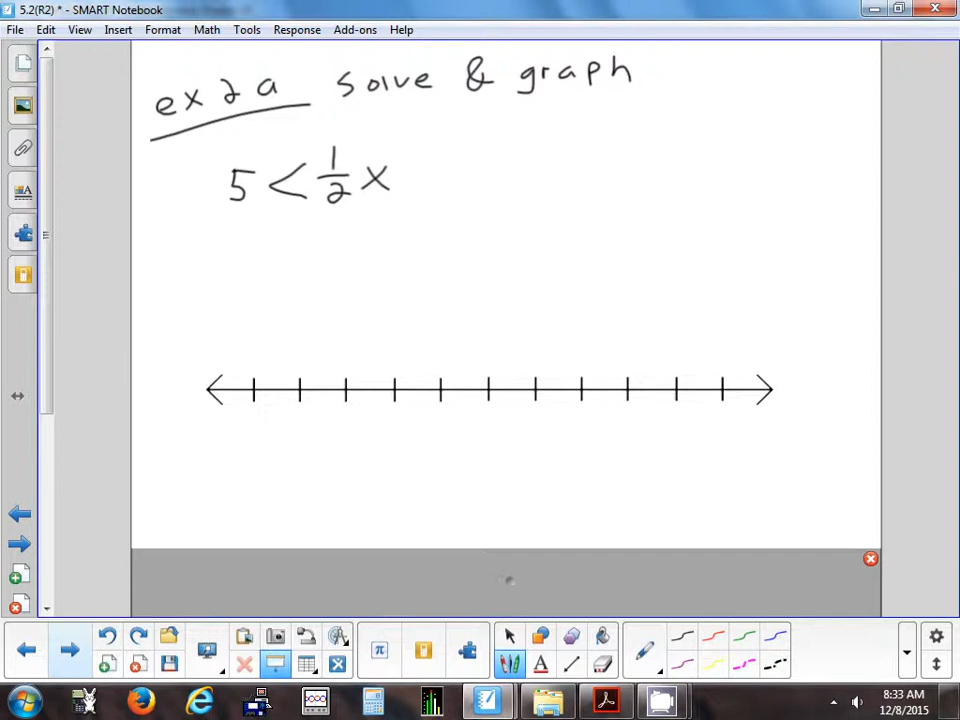 5.2(R2) * - SMART Notebook
File Edit View Insert Format Math Tools Response Add-ons Help
ex 2a solve & graph
5 < 1/2 x
8:33 AM
12/8/2015